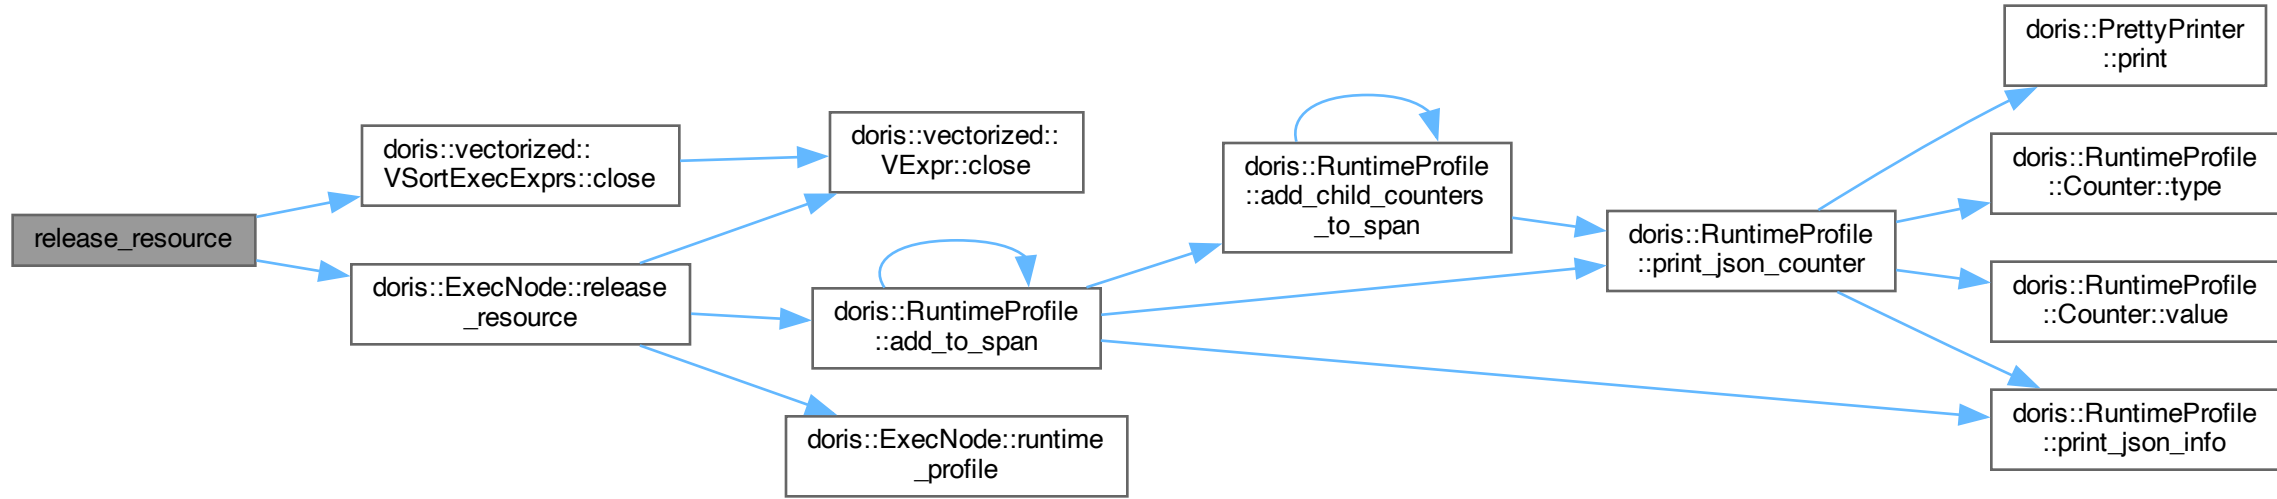 release_resource
doris::vectorized::
VSortExecExprs::close
doris::ExecNode::release
_resource
doris::vectorized::
VExpr::close
doris::RuntimeProfile
::add_to_span
doris::ExecNode::runtime
_profile
doris::RuntimeProfile
::add_child_counters
_to_span
doris::RuntimeProfile
::print_json_counter
doris::PrettyPrinter
::print
doris::RuntimeProfile
::Counter::type
doris::RuntimeProfile
::Counter::value
doris::RuntimeProfile
::print_json_info